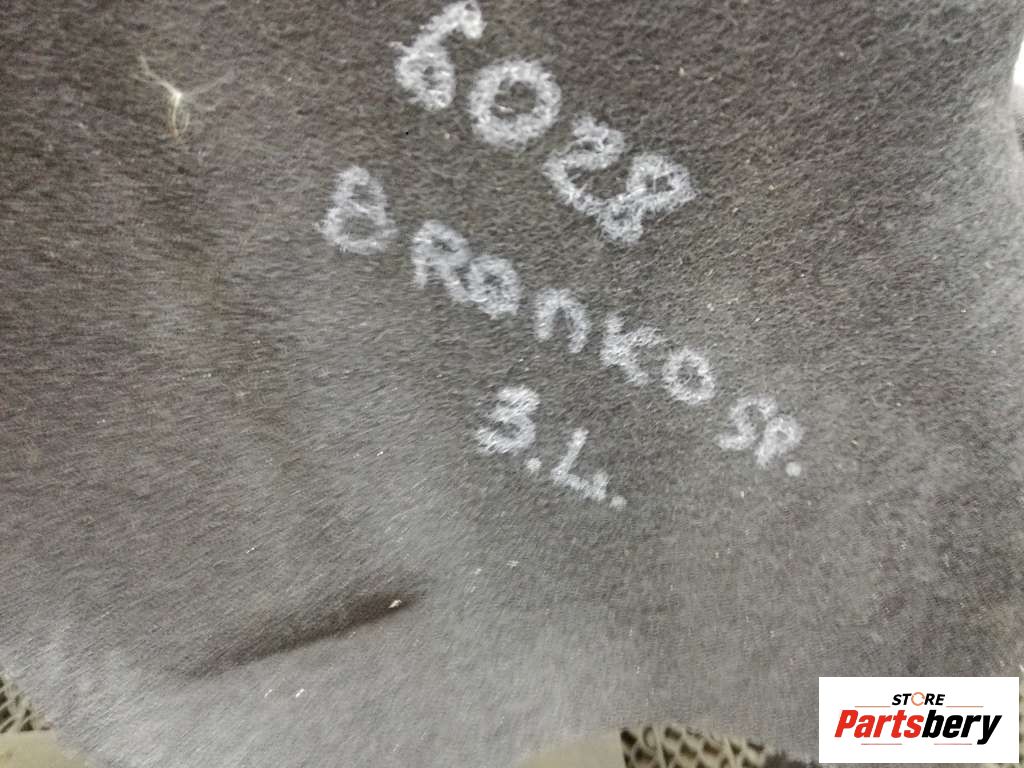 6028
BRONKO SP.
3.L.
STORE
Partsbery